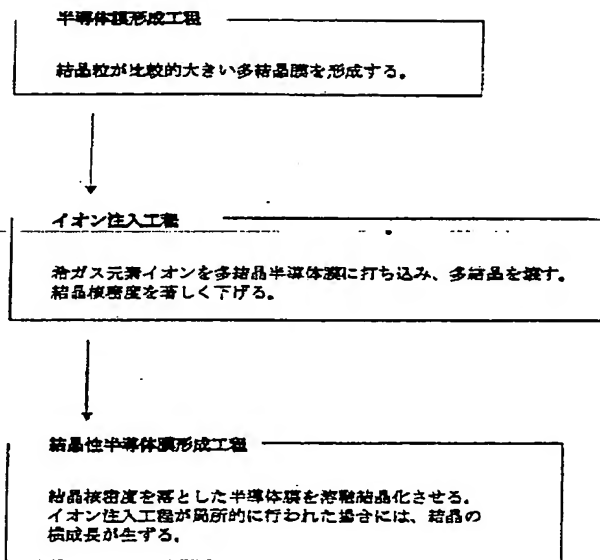 半導体膜形成工程
結晶粒が比較的大きい多結晶膜を形成する。
イオン注入工程
希ガス元素イオンを多結晶半導体膜に打ち込み、多結晶を壊す。
結晶核密度を著しく下げる。
結晶性半導体膜形成工程
結晶核密度を落とした半導体膜を溶融結晶化させる。
イオン注入工程が局所的に行われた場合には、結晶の
横成長が生ずる。